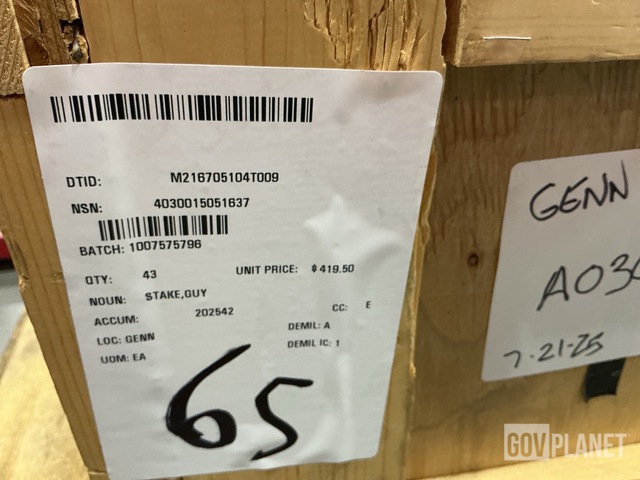 DTID: M216705104T009
NSN: 4030015051637
BATCH: 1007575796
QTY: 43 UNIT PRICE: $ 419.50
NOUN: STAKE,GUY
ACCUM: 202542 CC: E
LOC: GENN DEMIL: A
UOM: EA DEMIL IC: 1
65
GENN
A030
7-21-25
GOVPLANET